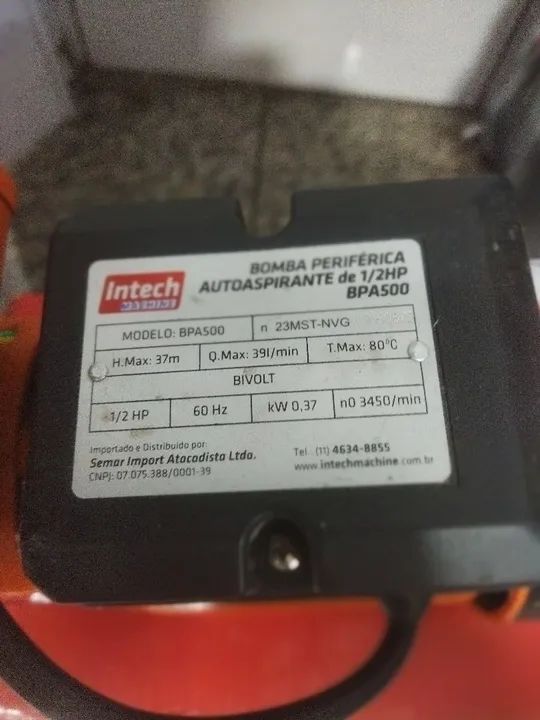 Intech
MACHINE
BOMBA PERIFÉRICA
AUTOASPIRANTE de 1/2HP
BPA500
MODELO: BPA500
n 23MST-NVG
H.Max: 37m
Q.Max: 39l/min
T.Max: 80°C
BIVOLT
1/2 HP
60 Hz
kW 0,37
n0 3450/min
Importado e Distribuido por:
Semar Import Atacadista Ltda.
CNPJ: 07.075.388/0001-39
Tel.: (11) 4634-8855
www.intechmachine.com.br